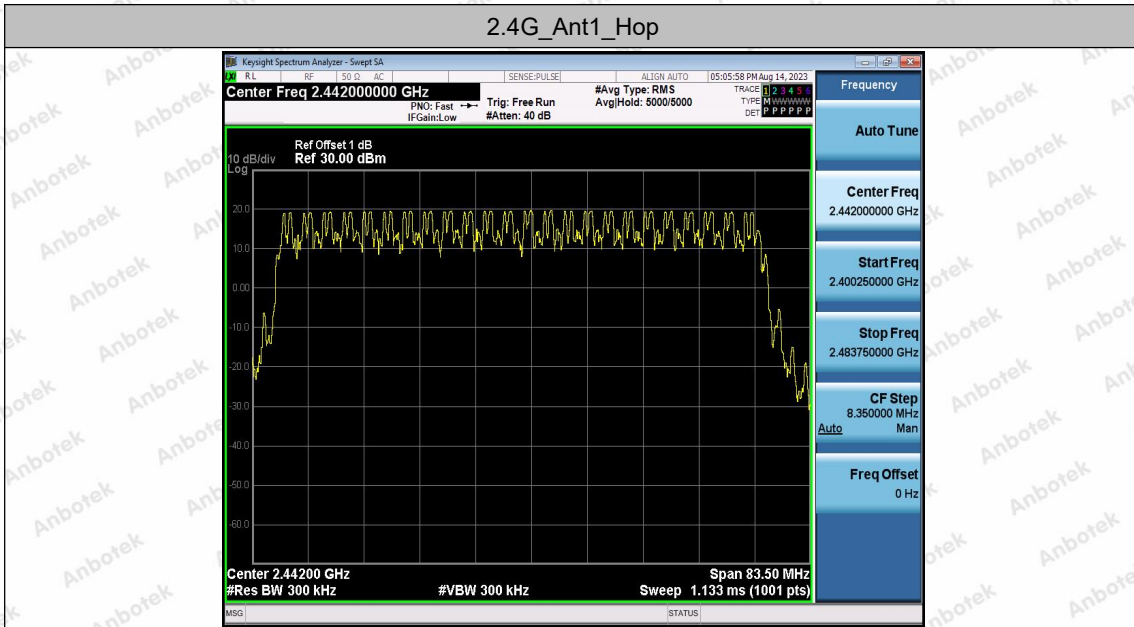 2.4G_Ant1_Hop
Keysight Spectrum Analyzer - Swept SA
LXI RL RF 50 Ω AC SENSE:PULSE ALIGN AUTO 05:05:58 PM Aug 14, 2023
Center Freq 2.442000000 GHz
#Avg Type: RMS
TRACE 1 2 3 4 5 6
PNO: Fast
Trig: Free Run
Avg|Hold: 5000/5000
TYPE M W W W W W
IFGain:Low
#Atten: 40 dB
DET P P P P P P
Ref Offset 1 dB
10 dB/div Ref 30.00 dBm
Log
20.0
10.0
0.00
-10.0
-20.0
-30.0
-40.0
-50.0
-60.0
Center 2.44200 GHz Span 83.50 MHz
#Res BW 300 kHz #VBW 300 kHz Sweep 1.133 ms (1001 pts)
MSG STATUS
Frequency
Auto Tune
Center Freq
2.442000000 GHz
Start Freq
2.400250000 GHz
Stop Freq
2.483750000 GHz
CF Step
8.350000 MHz
Auto Man
Freq Offset
0 Hz
Anbotek